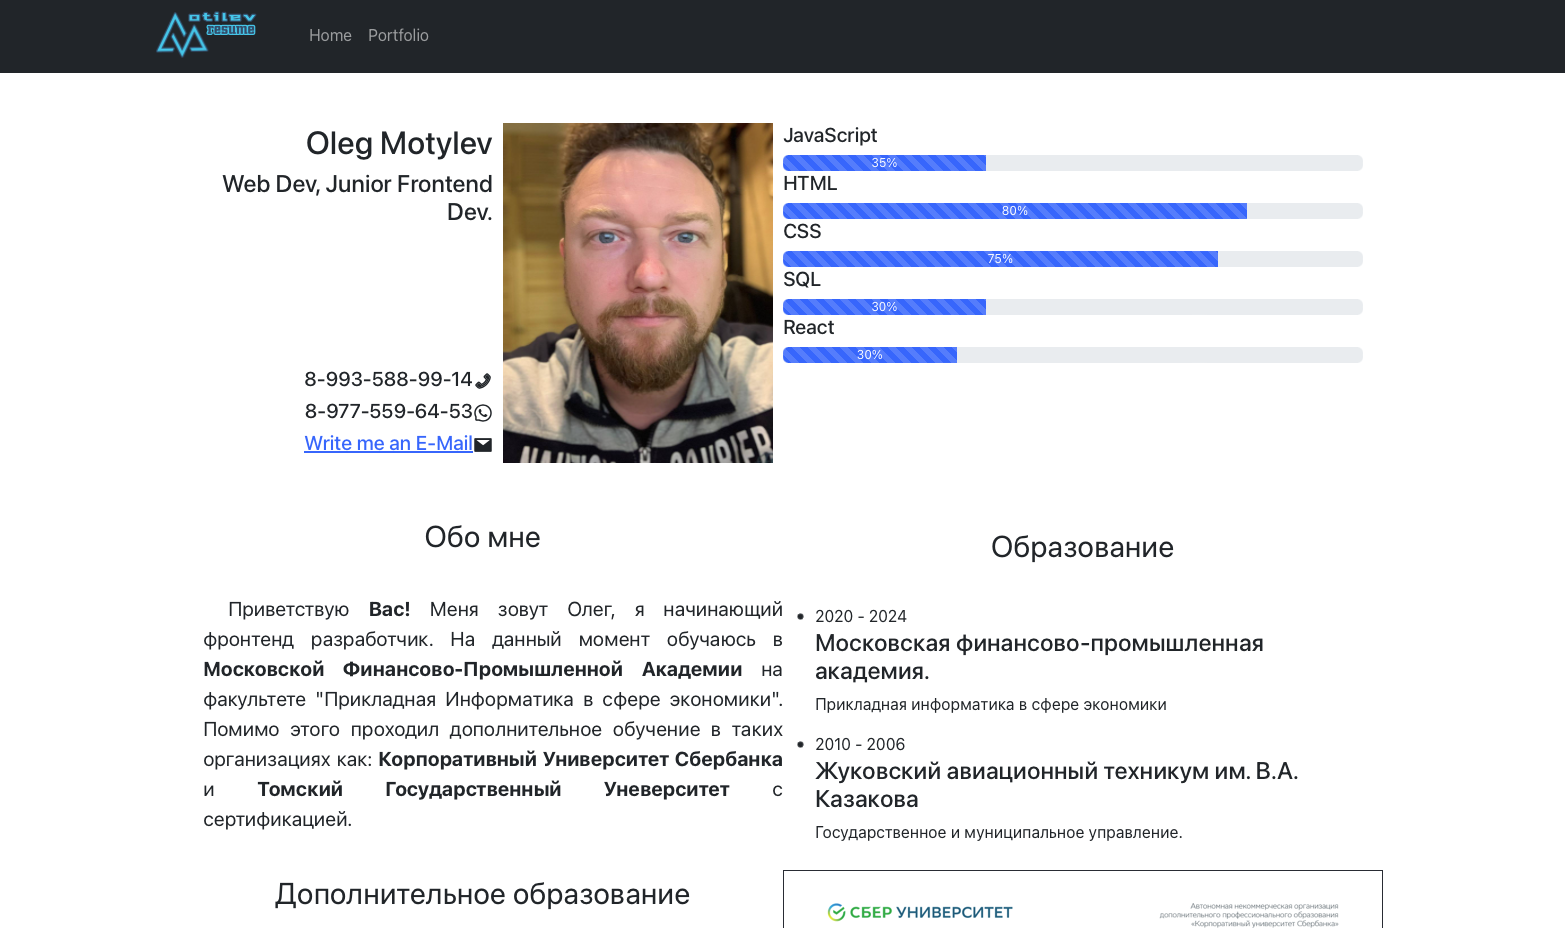 otilev
resume
Home Portfolio
Oleg Motylev
Web Dev, Junior Frontend
Dev.
8-993-588-99-14
8-977-559-64-53
Write me an E-Mail
JavaScript
35%
HTML
80%
CSS
75%
SQL
30%
React
30%
Обо мне
Приветствую Вас! Меня зовут Олег, я начинающий
фронтенд разработчик. На данный момент обучаюсь в
Московской Финансово-Промышленной Академии на
факультете "Прикладная Информатика в сфере экономики".
Помимо этого проходил дополнительное обучение в таких
организациях как: Корпоративный Университет Сбербанка
и Томский Государственный Уневерситет с
сертификацией.
Дополнительное образование
Образование
2020 - 2024
Московская финансово-промышленная
академия.
Прикладная информатика в сфере экономики
2010 - 2006
Жуковский авиационный техникум им. В.А.
Казакова
Государственное и муниципальное управление.
СБЕР УНИВЕРСИТЕТ
Автономная некоммерческая организация
дополнительного профессионального образования
«Корпоративный университет Сбербанка»